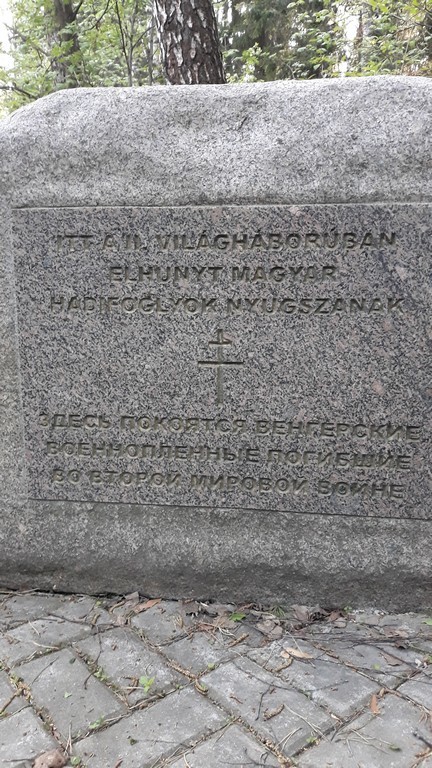 ITT A II. VILÁGHÁBORÚBAN
ELHUNYT MAGYAR
HADIFOGLYOK NYUGSZANAK
ЗДЕСЬ ПОКОЯТСЯ ВЕНГЕРСКИЕ
ВОЕННОПЛЕННЫЕ ПОГИБШИЕ
ВО ВТОРОЙ МИРОВОЙ ВОЙНЕ